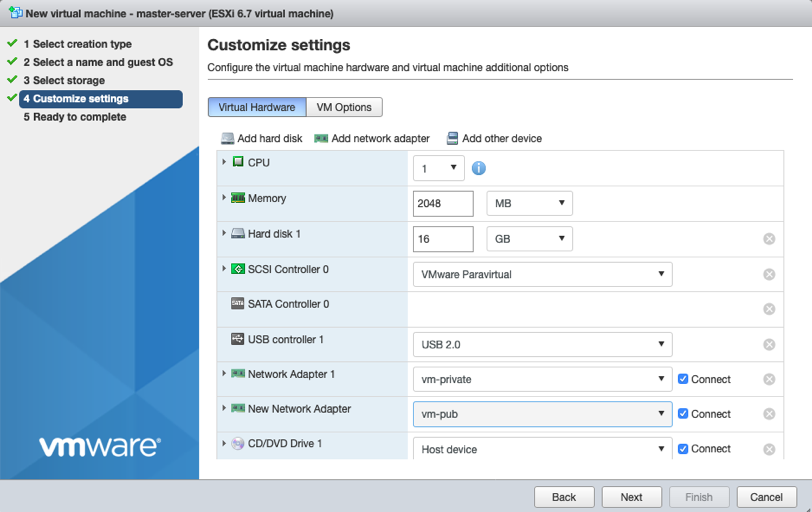 New virtual machine - master-server (ESXi 6.7 virtual machine)
1 Select creation type
2 Select a name and guest OS
3 Select storage
4 Customize settings
5 Ready to complete
vmware®
Customize settings
Configure the virtual machine hardware and virtual machine additional options
Virtual Hardware VM Options
Add hard disk Add network adapter Add other device
CPU 1 i
Memory 2048 MB
Hard disk 1 16 GB
SCSI Controller 0 VMware Paravirtual
SATA SATA Controller 0
USB controller 1 USB 2.0
Network Adapter 1 vm-private Connect
New Network Adapter vm-pub Connect
CD/DVD Drive 1 Host device Connect
Back Next Finish Cancel